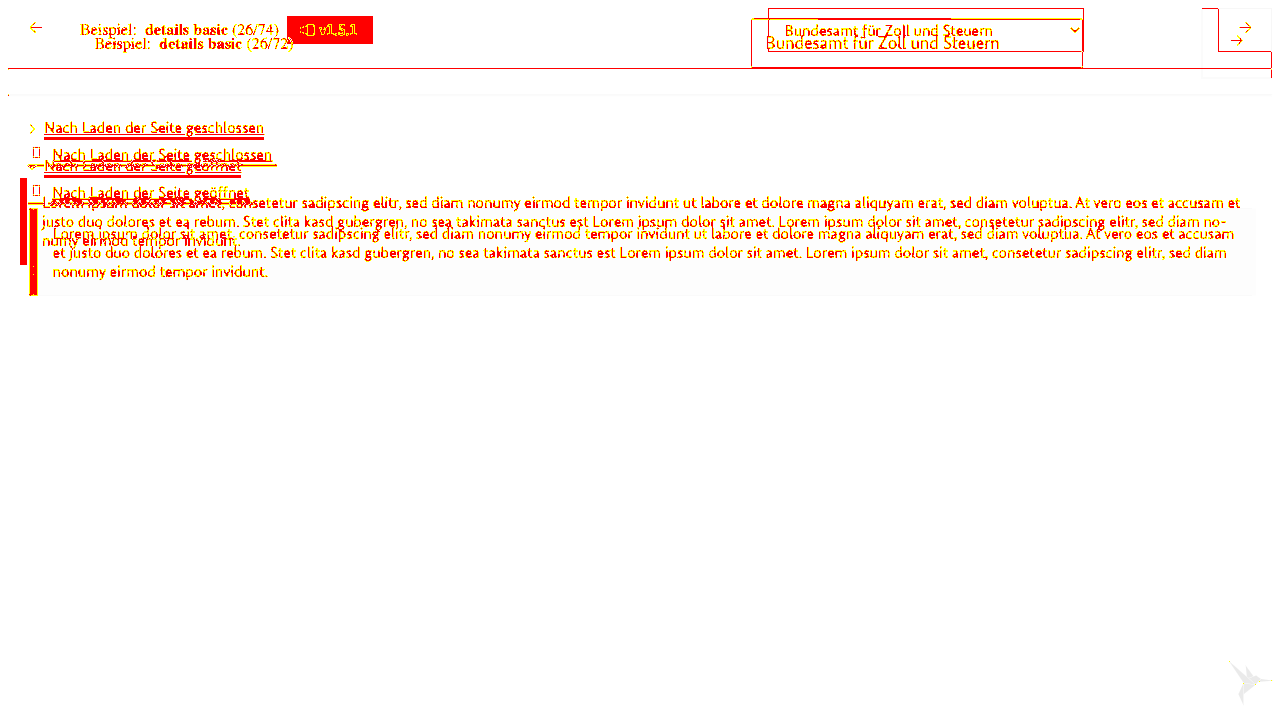 Beispiel: details basic (26/74) v1.5.1 Bundesamt für Zoll und Steuern
Beispiel: details basic (26/72) Bundesamt für Zoll und Steuern
Nach Laden der Seite geschlossen
Nach Laden der Seite geschlossen
Nach Laden der Seite geöffnet
Nach Laden der Seite geöffnet
Lorem ipsum dolor sit amet, consetetur sadipscing elitr, sed diam nonumy eirmod tempor invidunt ut labore et dolore magna aliquyam erat, sed diam voluptua. At vero eos et accusam et
justo duo dolores et ea rebum. Stet clita kasd gubergren, no sea takimata sanctus est Lorem ipsum dolor sit amet. Lorem ipsum dolor sit amet, consetetur sadipscing elitr, sed diam no-
Lorem ipsum dolor sit amet, consetetur sadipscing elitr, sed diam nonumy eirmod tempor invidunt ut labore et dolore magna aliquyam erat, sed diam voluptua. At vero eos et accusam
numy eirmod tempor invidunt.
et justo duo dolores et ea rebum. Stet clita kasd gubergren, no sea takimata sanctus est Lorem ipsum dolor sit amet. Lorem ipsum dolor sit amet, consetetur sadipscing elitr, sed diam
nonumy eirmod tempor invidunt.